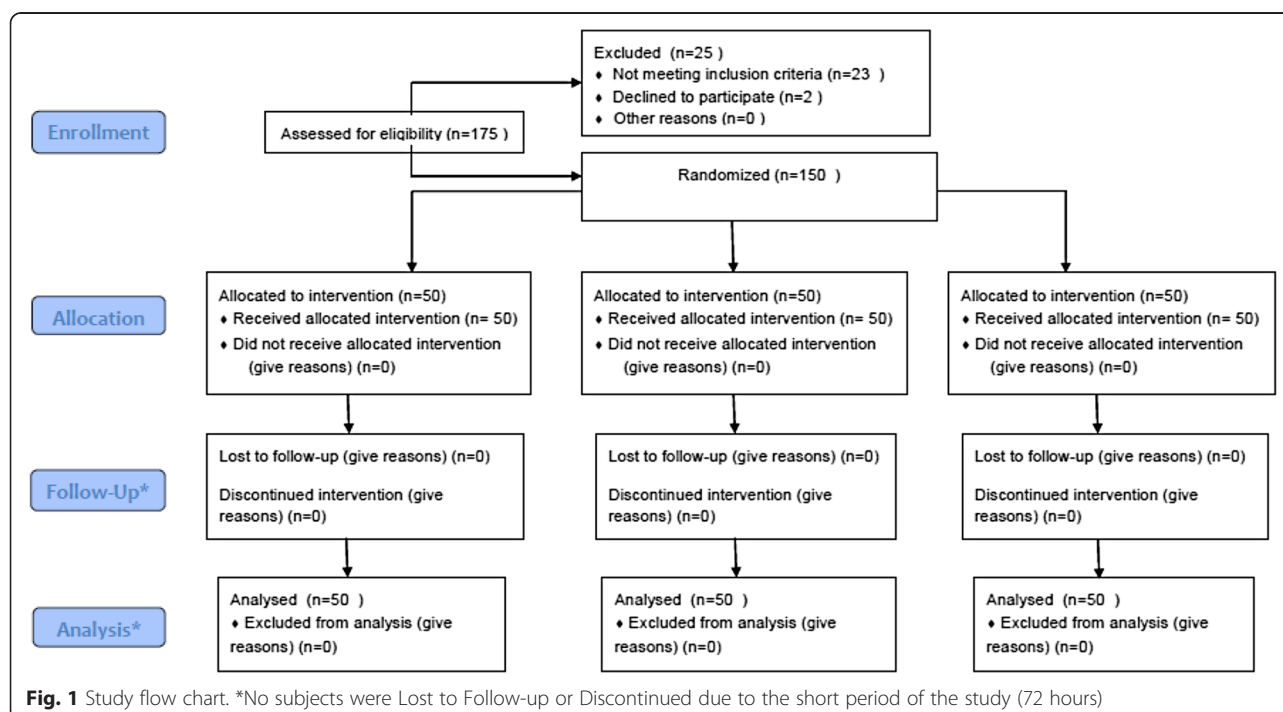 Excluded (n=25 )
♦ Not meeting inclusion criteria (n=23 )
♦ Declined to participate (n=2 )
♦ Other reasons (n=0 )
Enrollment
Assessed for eligibility (n=175 )
Randomized (n=150 )
Allocation
Allocated to intervention (n=50)
♦ Received allocated intervention (n= 50)
♦ Did not receive allocated intervention
(give reasons) (n=0)
Allocated to intervention (n=50)
♦ Received allocated intervention (n= 50)
♦ Did not receive allocated intervention
(give reasons) (n=0)
Allocated to intervention (n=50)
♦ Received allocated intervention (n= 50)
♦ Did not receive allocated intervention
(give reasons) (n=0)
Follow-Up*
Lost to follow-up (give reasons) (n=0)
Discontinued intervention (give
reasons) (n=0)
Lost to follow-up (give reasons) (n=0)
Discontinued intervention (give
reasons) (n=0)
Lost to follow-up (give reasons) (n=0)
Discontinued intervention (give
reasons) (n=0)
Analysis*
Analysed (n=50 )
♦ Excluded from analysis (give
reasons) (n=0)
Analysed (n=50 )
♦ Excluded from analysis (give
reasons) (n=0)
Analysed (n=50 )
♦ Excluded from analysis (give
reasons) (n=0)
Fig. 1 Study flow chart. *No subjects were Lost to Follow-up or Discontinued due to the short period of the study (72 hours)